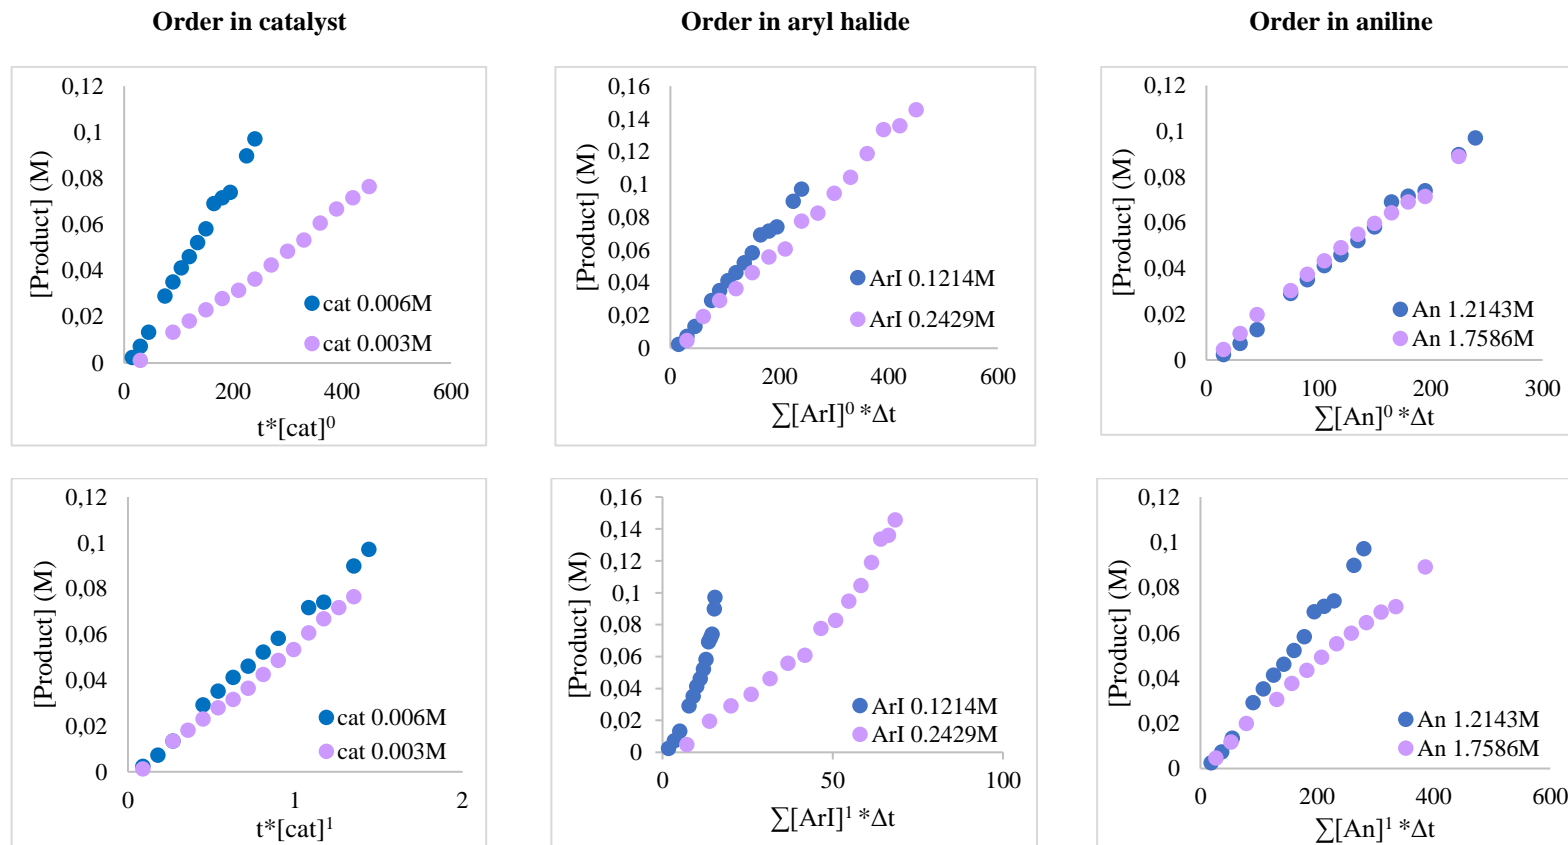 Order in catalyst
Order in aryl halide
Order in aniline
[Product] (M)
0,12
0,1
0,08
0,06
0,04
0,02
0
0
200
400
600
cat 0.006M
cat 0.003M
t*[cat]⁰
[Product] (M)
0,16
0,14
0,12
0,1
0,08
0,06
0,04
0,02
0
0
200
400
600
ArI 0.1214M
ArI 0.2429M
∑[ArI]⁰ *Δt
[Product] (M)
0,12
0,1
0,08
0,06
0,04
0,02
0
0
100
200
300
An 1.2143M
An 1.7586M
∑[An]⁰ *Δt
[Product] (M)
0,12
0,1
0,08
0,06
0,04
0,02
0
0
1
2
cat 0.006M
cat 0.003M
t*[cat]¹
[Product] (M)
0,16
0,14
0,12
0,1
0,08
0,06
0,04
0,02
0
0
50
100
ArI 0.1214M
ArI 0.2429M
∑[ArI]¹ *Δt
[Product] (M)
0,12
0,1
0,08
0,06
0,04
0,02
0
0
200
400
600
An 1.2143M
An 1.7586M
∑[An]¹ *Δt